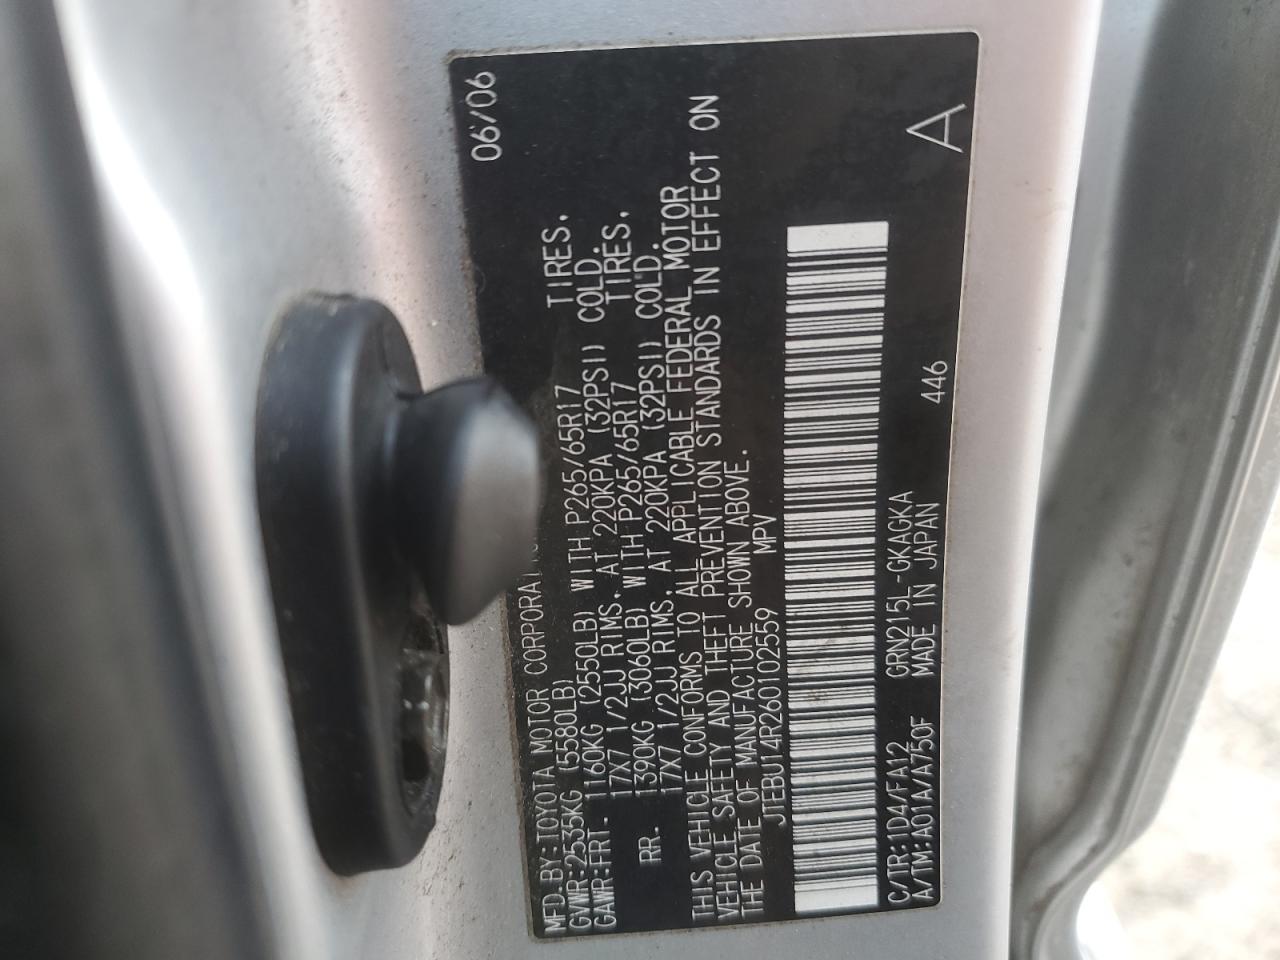 MFD.BY:TOYOTA MOTOR CORPORATI 06/06
GVWR:2535KG (5580LB)
GAWR:FRT. 1160KG (2550LB) WITH P265/65R17 TIRES.
17X7 1/2JJ RIMS. AT 220KPA (32PSI) COLD.
RR. 1390KG (3060LB) WITH P265/65R17 TIRES.
17X7 1/2JJ RIMS. AT 220KPA (32PSI) COLD.
THIS VEHICLE CONFORMS TO ALL APPLICABLE FEDERAL MOTOR
VEHICLE SAFETY AND THEFT PREVENTION STANDARDS IN EFFECT ON
THE DATE OF MANUFACTURE SHOWN ABOVE.
JTEBU14R260102559 MPV
C/TR:1D4/FA12 GRN215L-GKAGKA
A/TM:A01A/A750F MADE IN JAPAN 446 A